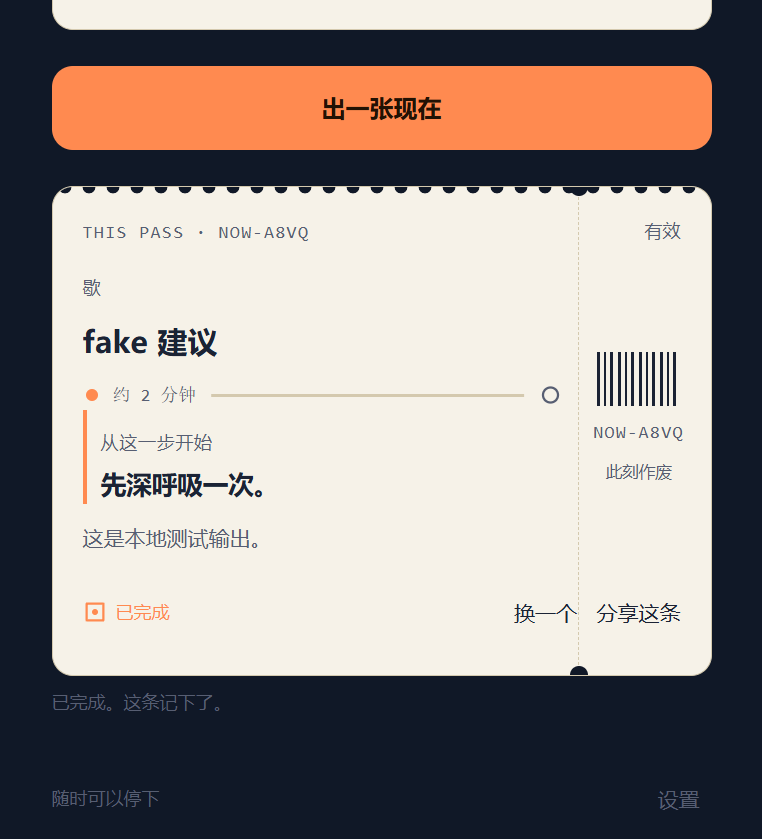 出一张现在
THIS PASS · NOW-A8VQ
有效
歇
fake 建议
约 2 分钟
从这一步开始
先深呼吸一次。
这是本地测试输出。
NOW-A8VQ
此刻作废
已完成
换一个
分享这条
已完成。这条记下了。
随时可以停下
设置